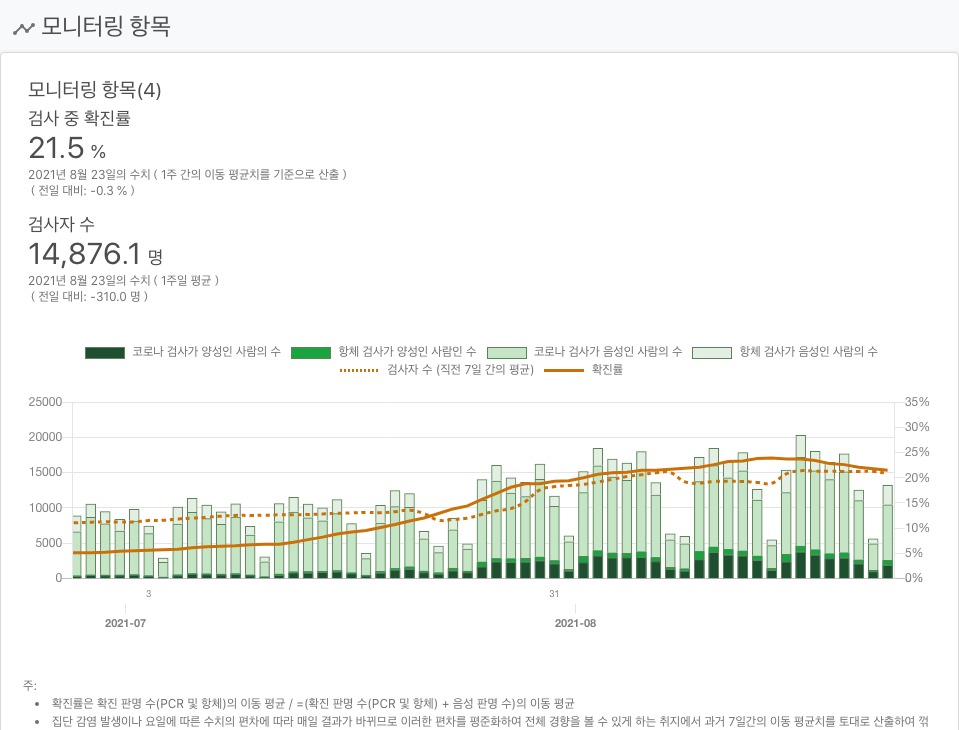 모니터링 항목
모니터링 항목(4)
검사 중 확진률
21.5 %
2021년 8월 23일의 수치 ( 1주 간의 이동 평균치를 기준으로 산출 )
( 전일 대비: -0.3 % )
검사자 수
14,876.1 명
2021년 8월 23일의 수치 ( 1주일 평균 )
( 전일 대비: -310.0 명 )
코로나 검사가 양성인 사람의 수 항체 검사가 양성인 사람인 수 코로나 검사가 음성인 사람의 수 항체 검사가 음성인 사람의 수
검사자 수 (직전 7일 간의 평균) 확진률
25000 35%
30%
20000
25%
15000
20%
15%
10000
10%
5000
5%
0 0%
3 31
2021-07 2021-08
주:
• 확진률은 확진 판명 수(PCR 및 항체)의 이동 평균 / =(확진 판명 수(PCR 및 항체) + 음성 판명 수)의 이동 평균
• 집단 감염 발생이나 요일에 따른 수치의 편차에 따라 매일 결과가 바뀌므로 이러한 편차를 평준화하여 전체 경향을 볼 수 있게 하는 취지에서 과거 7일간의 이동 평균치를 토대로 산출하여 꺾